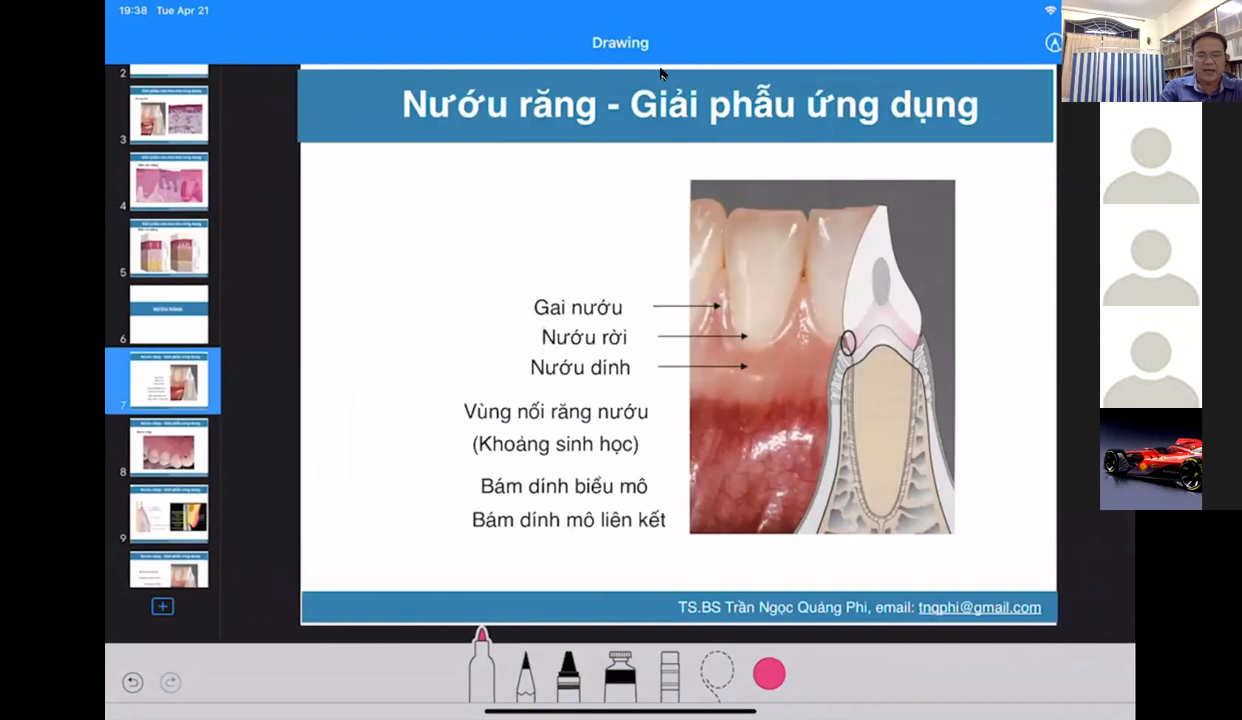 19:38 Tue Apr 21
Drawing
2
3
4
5
6
7
8
9
Nướu răng - Giải phẫu ứng dụng
Gai nướu
Nướu rời
Nướu dính
Vùng nối răng nướu
(Khoảng sinh học)
Bám dính biểu mô
Bám dính mô liên kết
TS.BS Trần Ngọc Quảng Phi, email: tnqphi@gmail.com